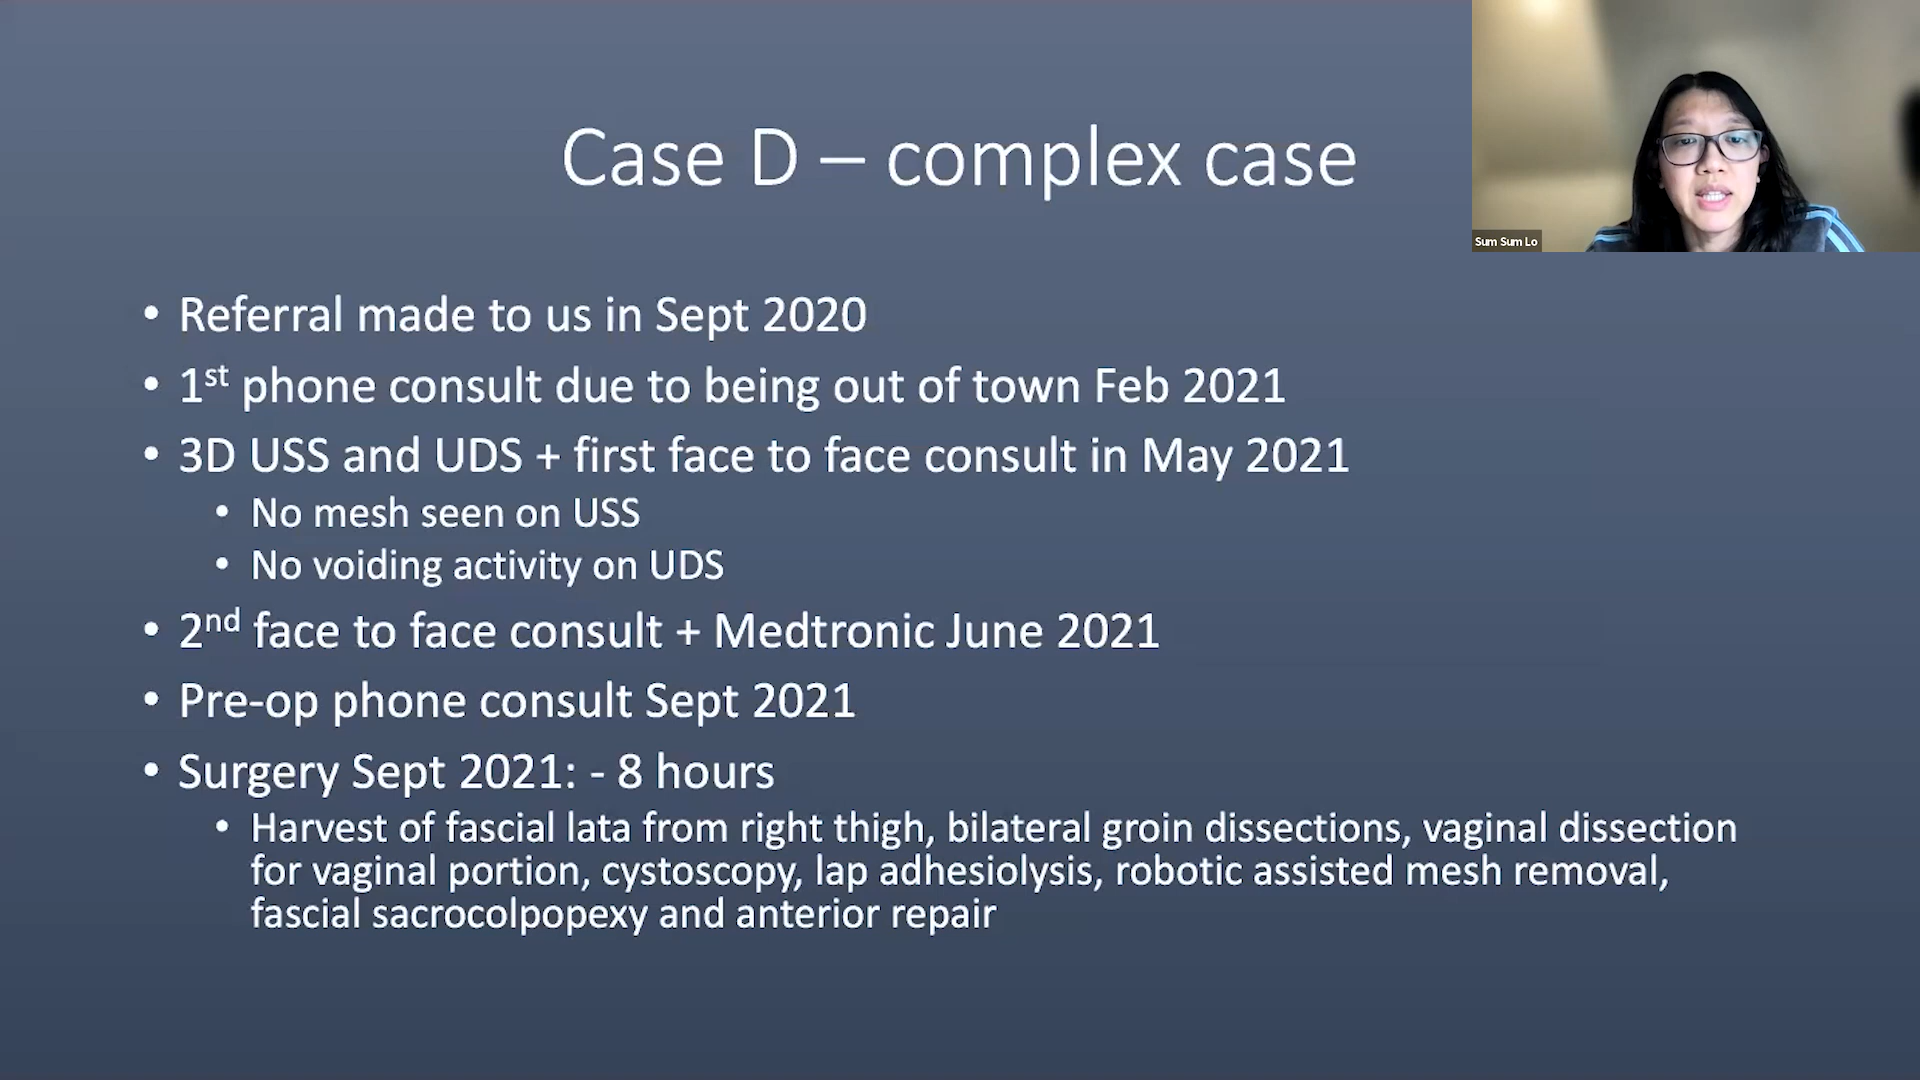 Case D – complex case
Sum Sum Lo
• Referral made to us in Sept 2020
• 1st phone consult due to being out of town Feb 2021
• 3D USS and UDS + first face to face consult in May 2021
• No mesh seen on USS
• No voiding activity on UDS
• 2nd face to face consult + Medtronic June 2021
• Pre-op phone consult Sept 2021
• Surgery Sept 2021: - 8 hours
• Harvest of fascial lata from right thigh, bilateral groin dissections, vaginal dissection
for vaginal portion, cystoscopy, lap adhesiolysis, robotic assisted mesh removal,
fascial sacrocolpopexy and anterior repair